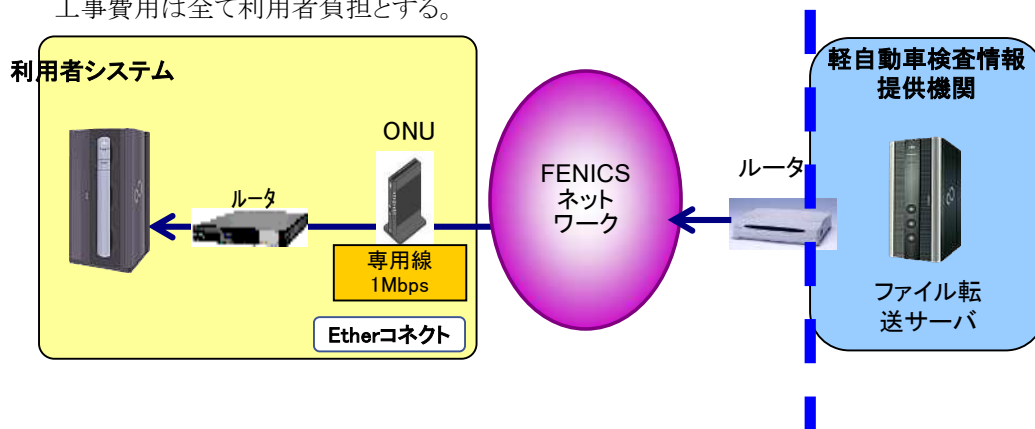 工事費用は全て利用者負担とする。
利用者システム
ONU
ルータ
専用線
1Mbps
Etherコネクト
FENICS
ネット
ワーク
ルータ
軽自動車検査情報
提供機関
ファイル転
送サーバ